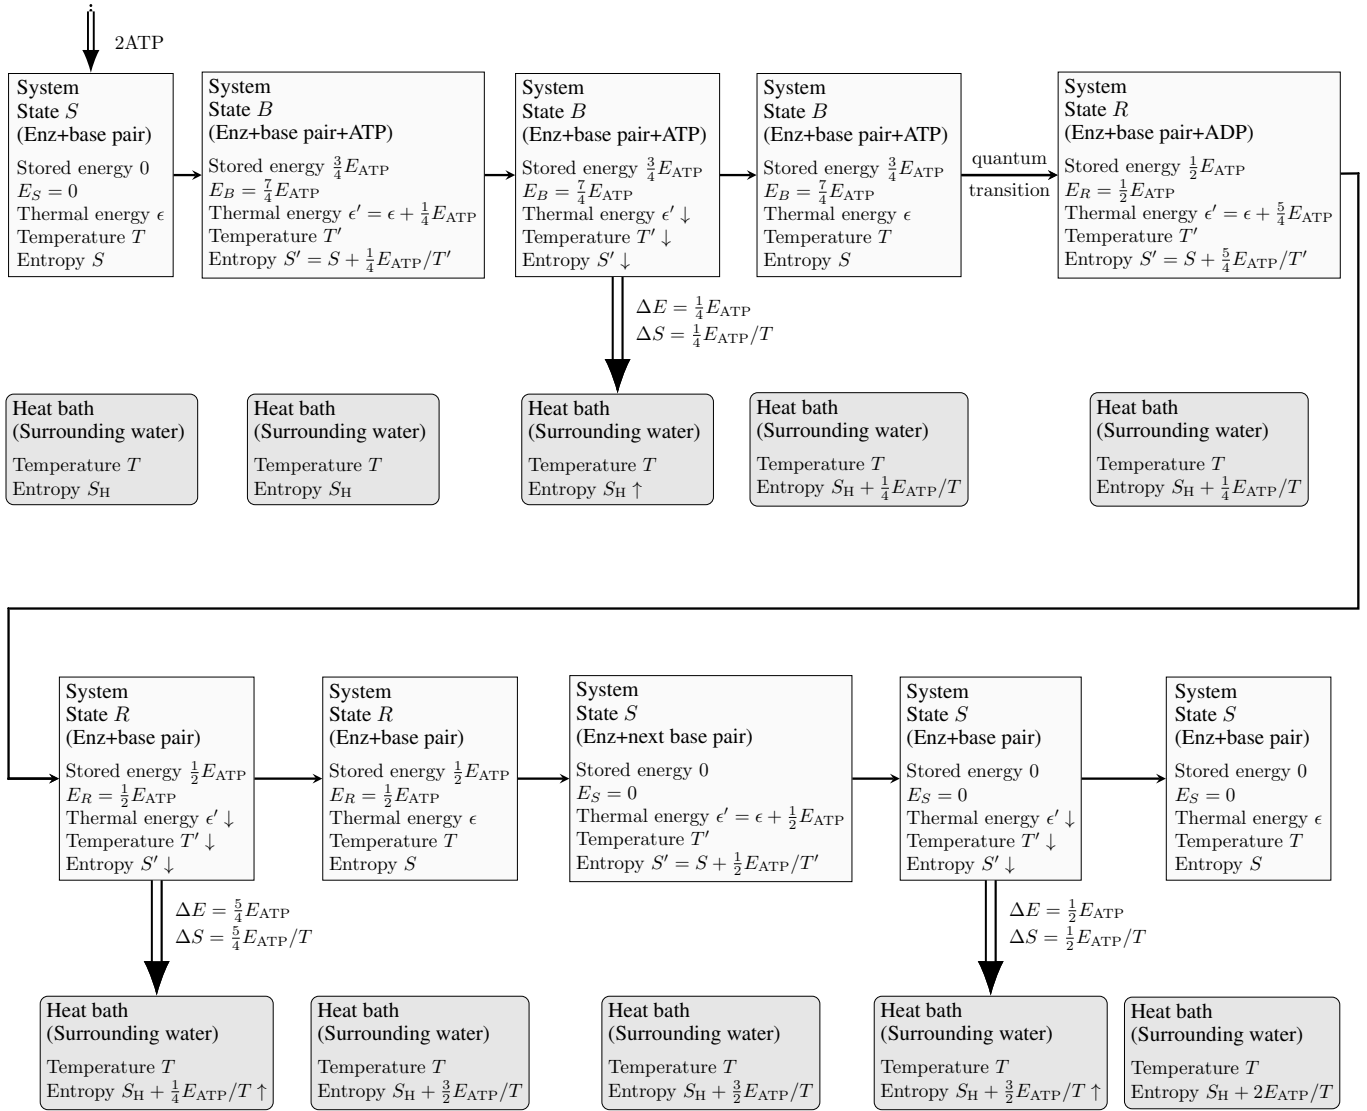 2ATP
System
State S
(Enz+base pair)
Stored energy 0
E_S = 0
Thermal energy ϵ
Temperature T
Entropy S
System
State B
(Enz+base pair+ATP)
Stored energy 3/4 E_ATP
E_B = 7/4 E_ATP
Thermal energy ϵ′ = ϵ + 1/4 E_ATP
Temperature T′
Entropy S′ = S + 1/4 E_ATP/T′
System
State B
(Enz+base pair+ATP)
Stored energy 3/4 E_ATP
E_B = 7/4 E_ATP
Thermal energy ϵ′ ↓
Temperature T′ ↓
Entropy S′ ↓
System
State B
(Enz+base pair+ATP)
Stored energy 3/4 E_ATP
E_B = 7/4 E_ATP
Thermal energy ϵ
Temperature T
Entropy S
quantum
transition
System
State R
(Enz+base pair+ADP)
Stored energy 1/2 E_ATP
E_R = 1/2 E_ATP
Thermal energy ϵ′ = ϵ + 5/4 E_ATP
Temperature T′
Entropy S′ = S + 5/4 E_ATP/T′
ΔE = 1/4 E_ATP
ΔS = 1/4 E_ATP/T
Heat bath
(Surrounding water)
Temperature T
Entropy S_H
Heat bath
(Surrounding water)
Temperature T
Entropy S_H
Heat bath
(Surrounding water)
Temperature T
Entropy S_H ↑
Heat bath
(Surrounding water)
Temperature T
Entropy S_H + 1/4 E_ATP/T
Heat bath
(Surrounding water)
Temperature T
Entropy S_H + 1/4 E_ATP/T
System
State R
(Enz+base pair)
Stored energy 1/2 E_ATP
E_R = 1/2 E_ATP
Thermal energy ϵ′ ↓
Temperature T′ ↓
Entropy S′ ↓
System
State R
(Enz+base pair)
Stored energy 1/2 E_ATP
E_R = 1/2 E_ATP
Thermal energy ϵ
Temperature T
Entropy S
System
State S
(Enz+next base pair)
Stored energy 0
E_S = 0
Thermal energy ϵ′ = ϵ + 1/2 E_ATP
Temperature T′
Entropy S′ = S + 1/2 E_ATP/T′
System
State S
(Enz+base pair)
Stored energy 0
E_S = 0
Thermal energy ϵ′ ↓
Temperature T′ ↓
Entropy S′ ↓
System
State S
(Enz+base pair)
Stored energy 0
E_S = 0
Thermal energy ϵ
Temperature T
Entropy S
ΔE = 5/4 E_ATP
ΔS = 5/4 E_ATP/T
ΔE = 1/2 E_ATP
ΔS = 1/2 E_ATP/T
Heat bath
(Surrounding water)
Temperature T
Entropy S_H + 1/4 E_ATP/T ↑
Heat bath
(Surrounding water)
Temperature T
Entropy S_H + 3/2 E_ATP/T
Heat bath
(Surrounding water)
Temperature T
Entropy S_H + 3/2 E_ATP/T
Heat bath
(Surrounding water)
Temperature T
Entropy S_H + 3/2 E_ATP/T ↑
Heat bath
(Surrounding water)
Temperature T
Entropy S_H + 2E_ATP/T